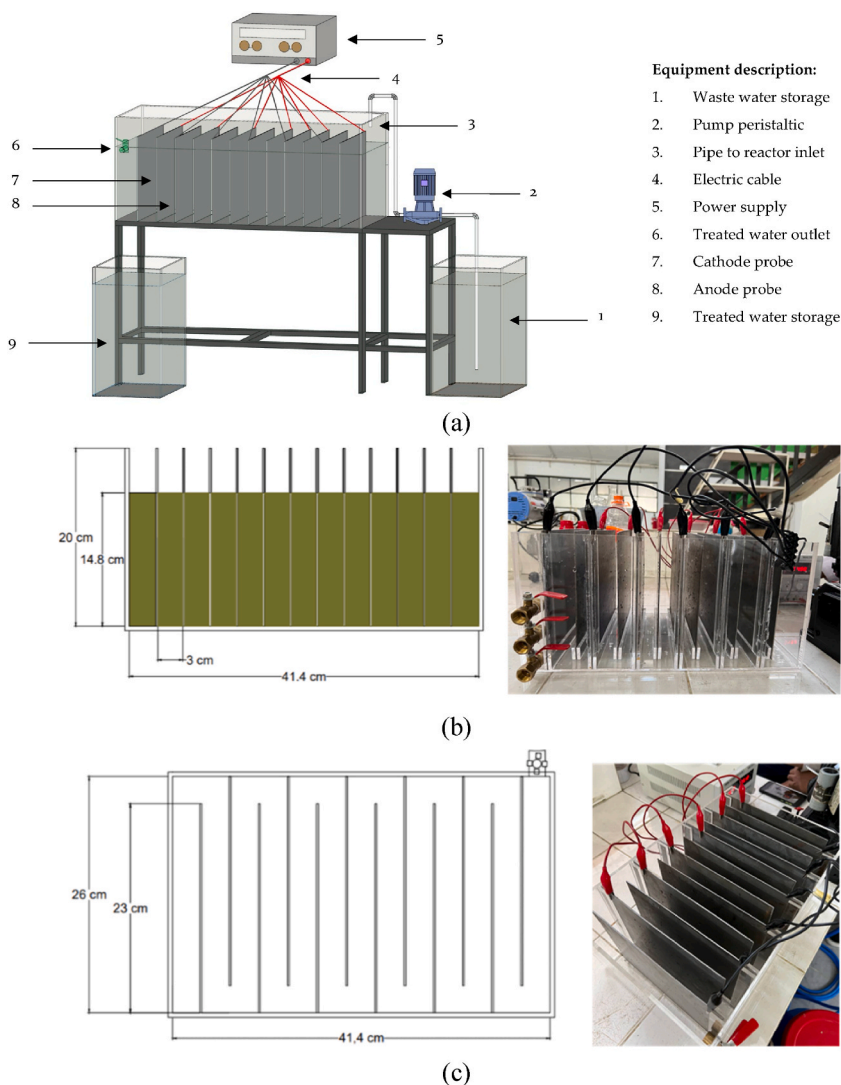 5
4
3
6
7
2
8
9
1
Equipment description:
1. Waste water storage
2. Pump peristaltic
3. Pipe to reactor inlet
4. Electric cable
5. Power supply
6. Treated water outlet
7. Cathode probe
8. Anode probe
9. Treated water storage
(a)
20 cm
14.8 cm
3 cm
41.4 cm
(b)
26 cm
23 cm
41,4 cm
(c)